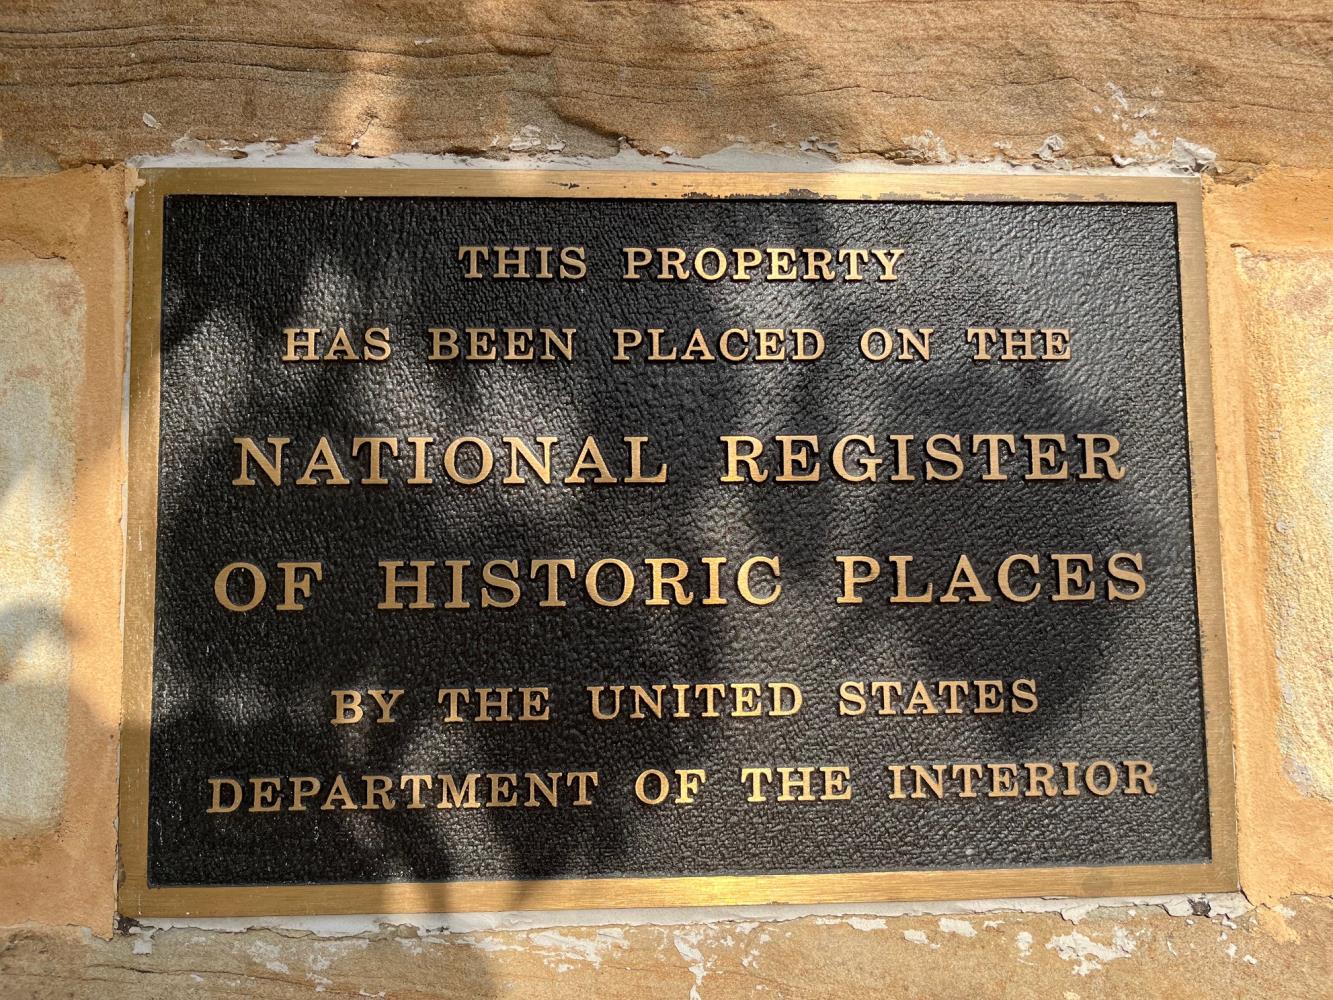 THIS PROPERTY
HAS BEEN PLACED ON THE
NATIONAL REGISTER
OF HISTORIC PLACES
BY THE UNITED STATES
DEPARTMENT OF THE INTERIOR